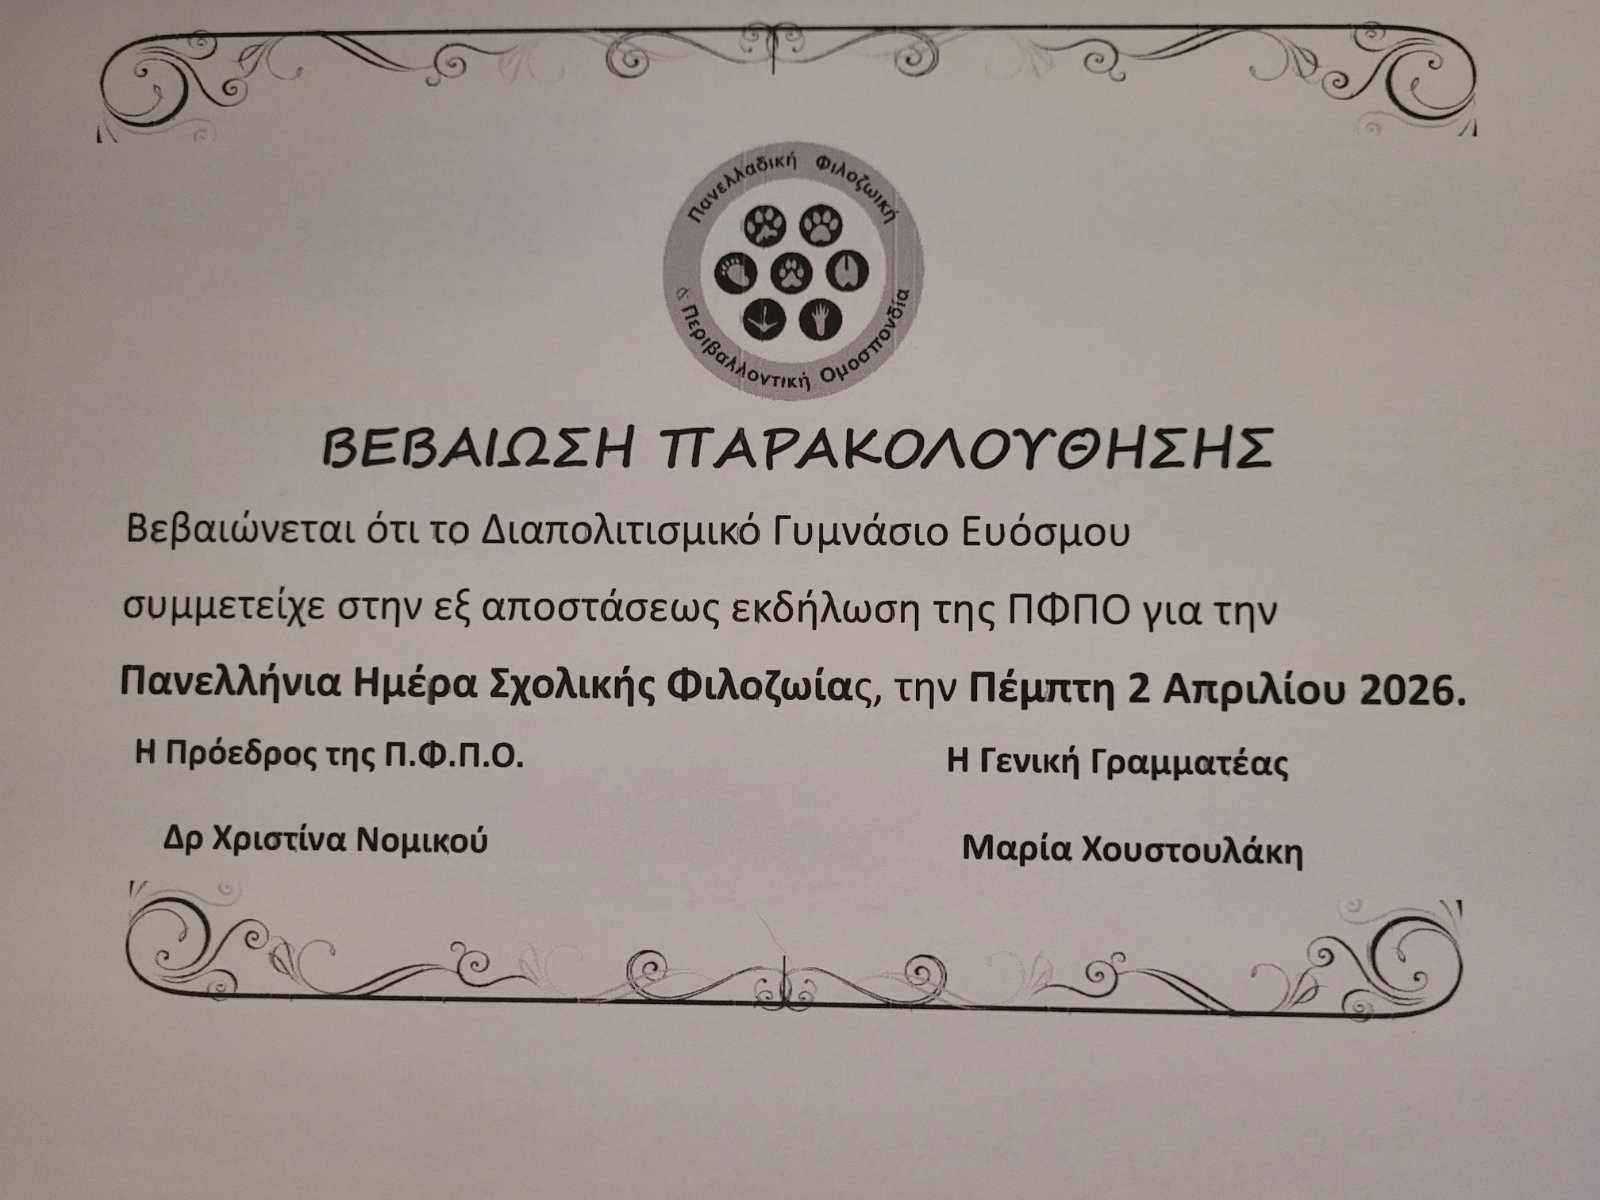 Πανελλαδική Φιλοζωική
& Περιβαλλοντική Ομοσπονδία
ΒΕΒΑΙΩΣΗ ΠΑΡΑΚΟΛΟΥΘΗΣΗΣ
Βεβαιώνεται ότι το Διαπολιτισμικό Γυμνάσιο Ευόσμου
συμμετείχε στην εξ αποστάσεως εκδήλωση της ΠΦΠΟ για την
Πανελλήνια Ημέρα Σχολικής Φιλοζωίας, την Πέμπτη 2 Απριλίου 2026.
Η Πρόεδρος της Π.Φ.Π.Ο. Η Γενική Γραμματέας
Δρ Χριστίνα Νομικού Μαρία Χουστουλάκη